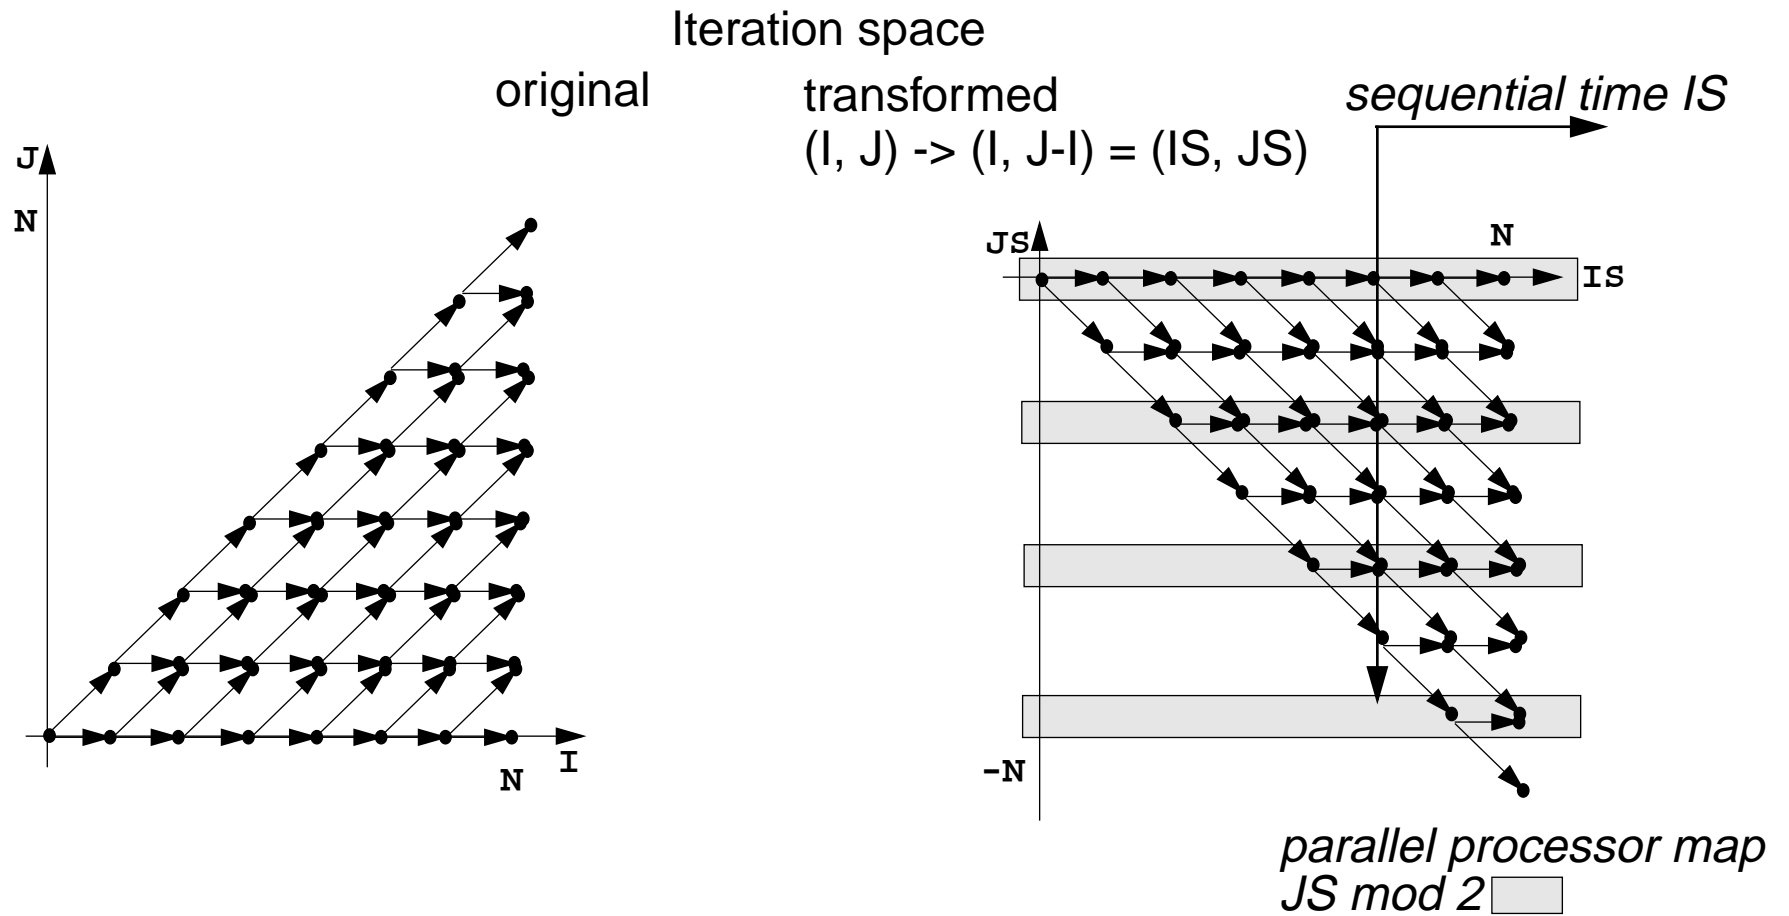 Iteration space
original
transformed
(I, J) -> (I, J-I) = (IS, JS)
sequential time IS
J
N
N
I
JS
N
IS
-N
parallel processor map
JS mod 2